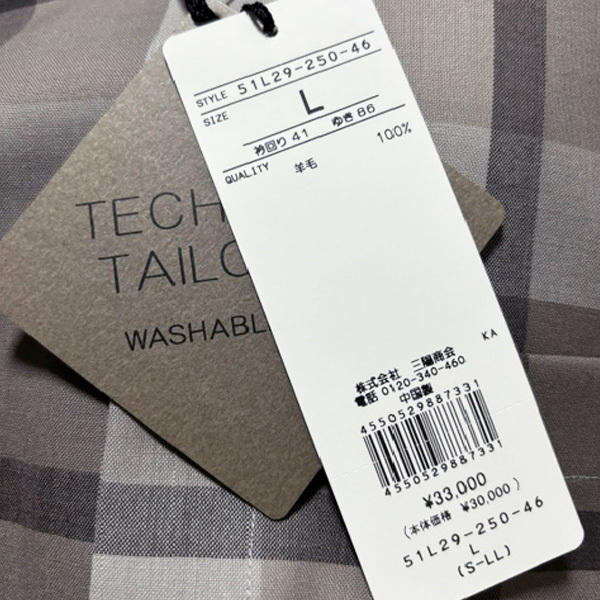 STYLE 51L29-250-46
SIZE L
衿回り 41 ゆき 86
QUALITY 羊毛 100%
KA
株式会社 三陽商会
電話 0120-340-460
中国製
4550529887331
4550529887331
¥33,000
(本体価格 ¥30,000)
51L29-250-46
L
(S-LL)
TECH
TAILO
WASHABL